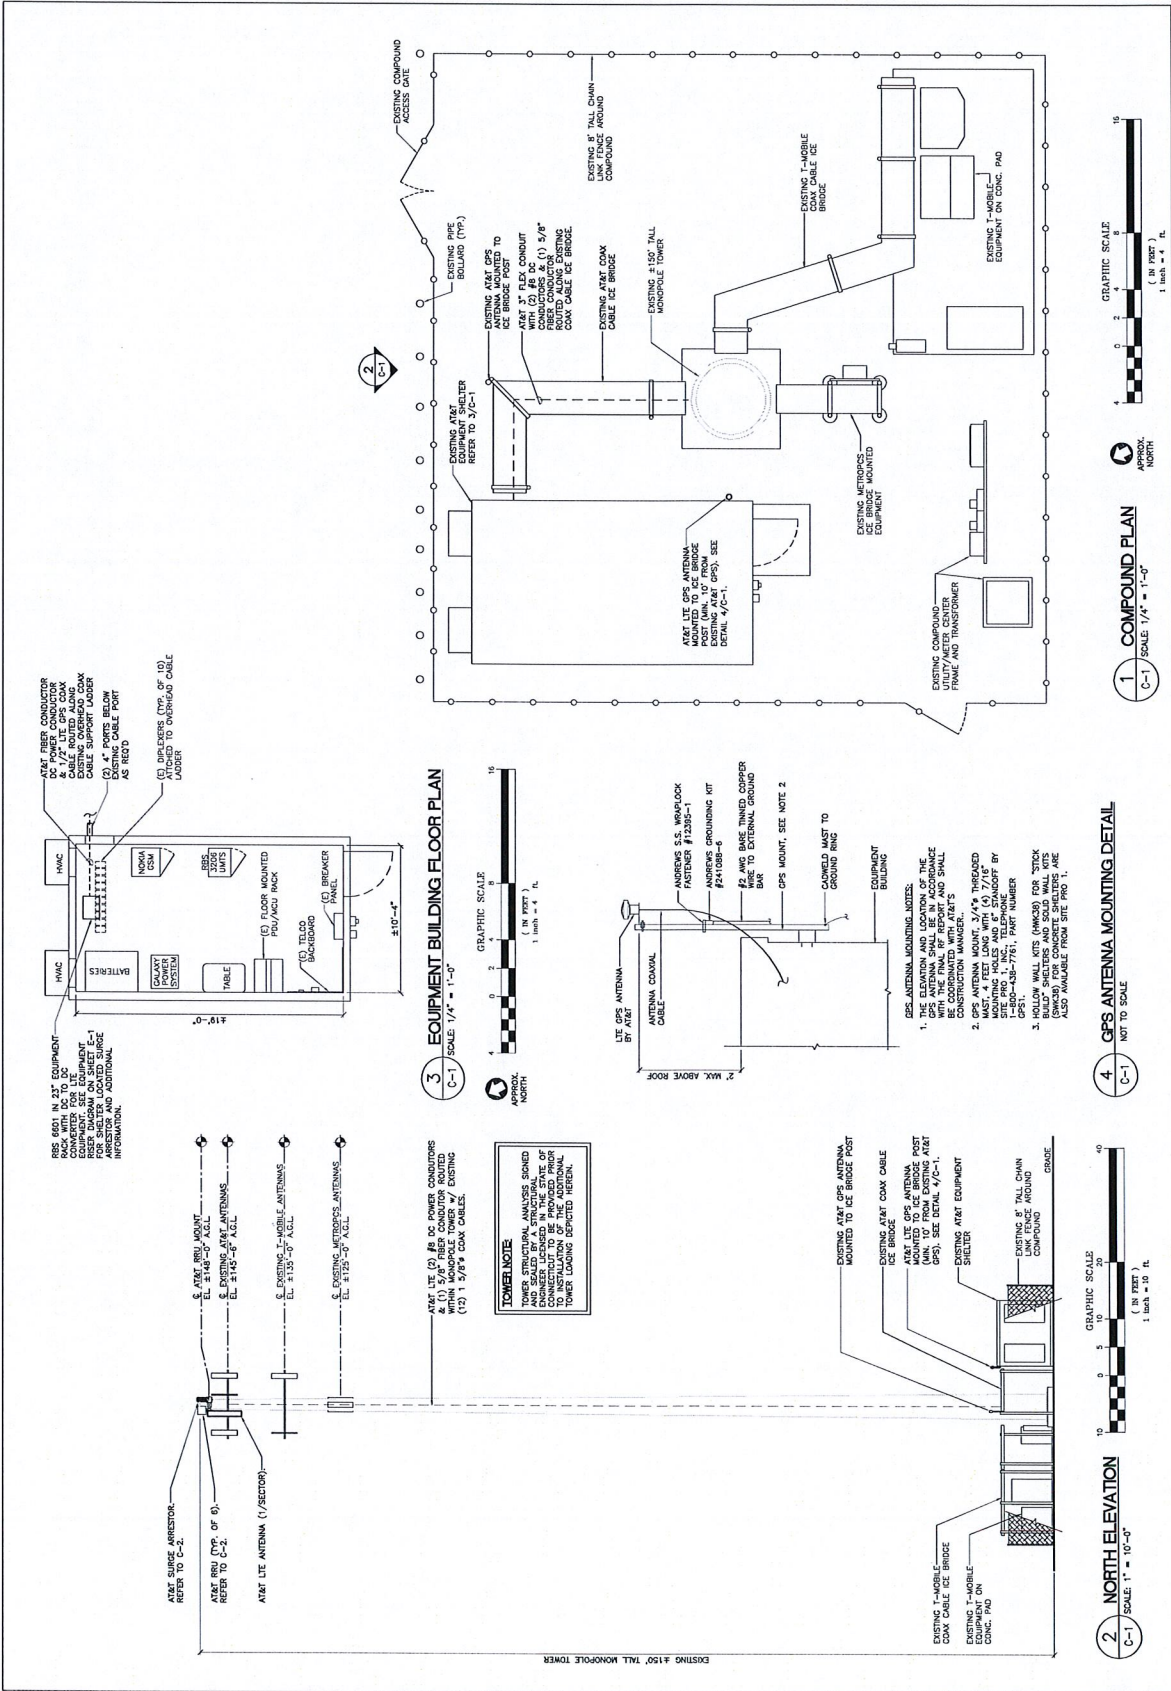 EXISTING COMPOUND
ACCESS GATE
EXISTING PIPE
BOLLARD (TYP.)
EXISTING 8' TALL CHAIN
LINK FENCE AROUND
COMPOUND
2
C-1
EXISTING AT&T GPS
ANTENNA MOUNTED TO
ICE BRIDGE POST
AT&T 3" FLEX CONDUIT
WITH (2) #8 DC
CONDUCTORS & (1) 5/8"
FIBER CONDUCTOR
ROUTED ALONG EXISTING
COAX CABLE ICE BRIDGE.
EXISTING AT&T
EQUIPMENT SHELTER
REFER TO 3/C-1
EXISTING AT&T COAX
CABLE ICE BRIDGE
EXISTING ±150' TALL
MONOPOLE TOWER
EXISTING T-MOBILE
COAX CABLE ICE
BRIDGE
EXISTING T-MOBILE
EQUIPMENT ON CONC. PAD
AT&T LTE GPS ANTENNA
MOUNTED TO ICE BRIDGE
POST (MIN. 10' FROM
EXISTING AT&T GPS). SEE
DETAIL 4/C-1.
EXISTING METROPCS
ICE BRIDGE MOUNTED
EQUIPMENT
EXISTING COMPOUND
UTILITY/METER CENTER
FRAME AND TRANSFORMER
1
C-1
COMPOUND PLAN
SCALE: 1/4" = 1'-0"
APPROX.
NORTH
GRAPHIC SCALE
4 0 2 4 8 16
( IN FEET )
1 inch = 4 ft.
AT&T FIBER CONDUCTOR
DC POWER CONDUCTOR
& 1/2" LTE GPS COAX
CABLE ROUTED ALONG
EXISTING OVERHEAD COAX
CABLE SUPPORT LADDER
(2) 4" PORTS BELOW
EXISTING CABLE PORT
AS REQ'D
(E) DIPLEXERS (TYP. OF 10)
ATTCHED TO OVERHEAD CABLE
LADDER
RBS 6601 IN 23" EQUIPMENT
RACK WITH DC TO DC
CONVERTER FOR LTE
EQUIPMENT. SEE EQUIPMENT
RISER DIAGRAM ON SHEET E-1
FOR SHELTER LOCATED SURGE
ARRESTOR AND ADDITIONAL
INFORMATION.
HVAC
HVAC
NOKIA
GSM
RBS
3206
UMTS
BATTERIES
GALAXY
POWER
SYSTEM
TABLE
(E) FLOOR MOUNTED
PDU/MCU RACK
(E) TELCO
BACKBOARD
(E) BREAKER
PANEL
±19'-0"
±10'-4"
3
C-1
EQUIPMENT BUILDING FLOOR PLAN
SCALE: 1/4" = 1'-0"
APPROX.
NORTH
GRAPHIC SCALE
4 0 2 4 8 16
( IN FEET )
1 inch = 4 ft.
LTE GPS ANTENNA
BY AT&T
ANTENNA COAXIAL
CABLE
2" MAX. ABOVE ROOF
ANDREWS S.S. WRAPLOCK
FASTENER #12395-1
ANDREWS GROUNDING KIT
#241088-6
#2 AWG BARE TINNED COPPER
WIRE TO EXTERNAL GROUND
BAR
GPS MOUNT, SEE NOTE 2
CADWELD MAST TO
GROUND RING
EQUIPMENT
BUILDING
GPS ANTENNA MOUNTING NOTES:
1. THE ELEVATION AND LOCATION OF THE
GPS ANTENNA SHALL BE IN ACCORDANCE
WITH THE FINAL RF REPORT AND SHALL
BE COORDINATED WITH AT&T'S
CONSTRUCTION MANAGER..
2. GPS ANTENNA MOUNT, 3/4"ø THREADED
MAST, 4 FEET LONG WITH (4) 7/16"
MOUNTING HOLES AND 6" STANDOFF BY
SITE PRO 1, INC. TELEPHONE
1-800-438-7761, PART NUMBER
GPS1.
3. HOLLOW WALL KITS (HWK38) FOR "STICK
BUILD" SHELTERS AND SOLID WALL KITS
(SWK38) FOR CONCRETE SHELTERS ARE
ALSO AVAILABLE FROM SITE PRO 1.
4
C-1
GPS ANTENNA MOUNTING DETAIL
NOT TO SCALE
AT&T SURGE ARRESTOR.
REFER TO C-2.
AT&T RRU (TYP. OF 6).
REFER TO C-2.
AT&T LTE ANTENNA (1/SECTOR).
℄ AT&T RRU MOUNT
EL. ±148'-0" A.G.L.
℄ EXISTING AT&T ANTENNAS
EL. ±145'-6" A.G.L.
℄ EXISTING T-MOBILE ANTENNAS
EL. ±135'-0" A.G.L.
℄ EXISTING METROPCS ANTENNAS
EL. ±125'-0" A.G.L.
AT&T LTE (2) #8 DC POWER CONDUTORS
& (1) 5/8" FIBER CONDUTOR ROUTED
WITHIN MONOPOLE TOWER w/ EXISTING
(12) 1 5/8"ø COAX CABLES.
TOWER NOTE:
TOWER STRUCTURAL ANALYSIS, SIGNED
AND SEALED BY A STRUCTURAL
ENGINEER LICENSED IN THE STATE OF
CONNECTICUT TO BE PROVIDED PRIOR
TO INSTALLATION OF THE ADDITIONAL
TOWER LOADING DEPICTED HEREIN.
EXISTING ±150' TALL MONOPOLE TOWER
EXISTING AT&T GPS ANTENNA
MOUNTED TO ICE BRIDGE POST
EXISTING AT&T COAX CABLE
ICE BRIDGE
AT&T LTE GPS ANTENNA
MOUNTED TO ICE BRIDGE POST
(MIN. 10' FROM EXISTING AT&T
GPS). SEE DETAIL 4/C-1.
EXISTING AT&T EQUIPMENT
SHELTER
EXISTING 8' TALL CHAIN
LINK FENCE AROUND
COMPOUND
GRADE
EXISTING T-MOBILE
COAX CABLE ICE BRIDGE
EXISTING T-MOBILE
EQUIPMENT ON
CONC. PAD
2
C-1
NORTH ELEVATION
SCALE: 1" = 10'-0"
GRAPHIC SCALE
10 0 5 10 20 40
( IN FEET )
1 inch = 10 ft.